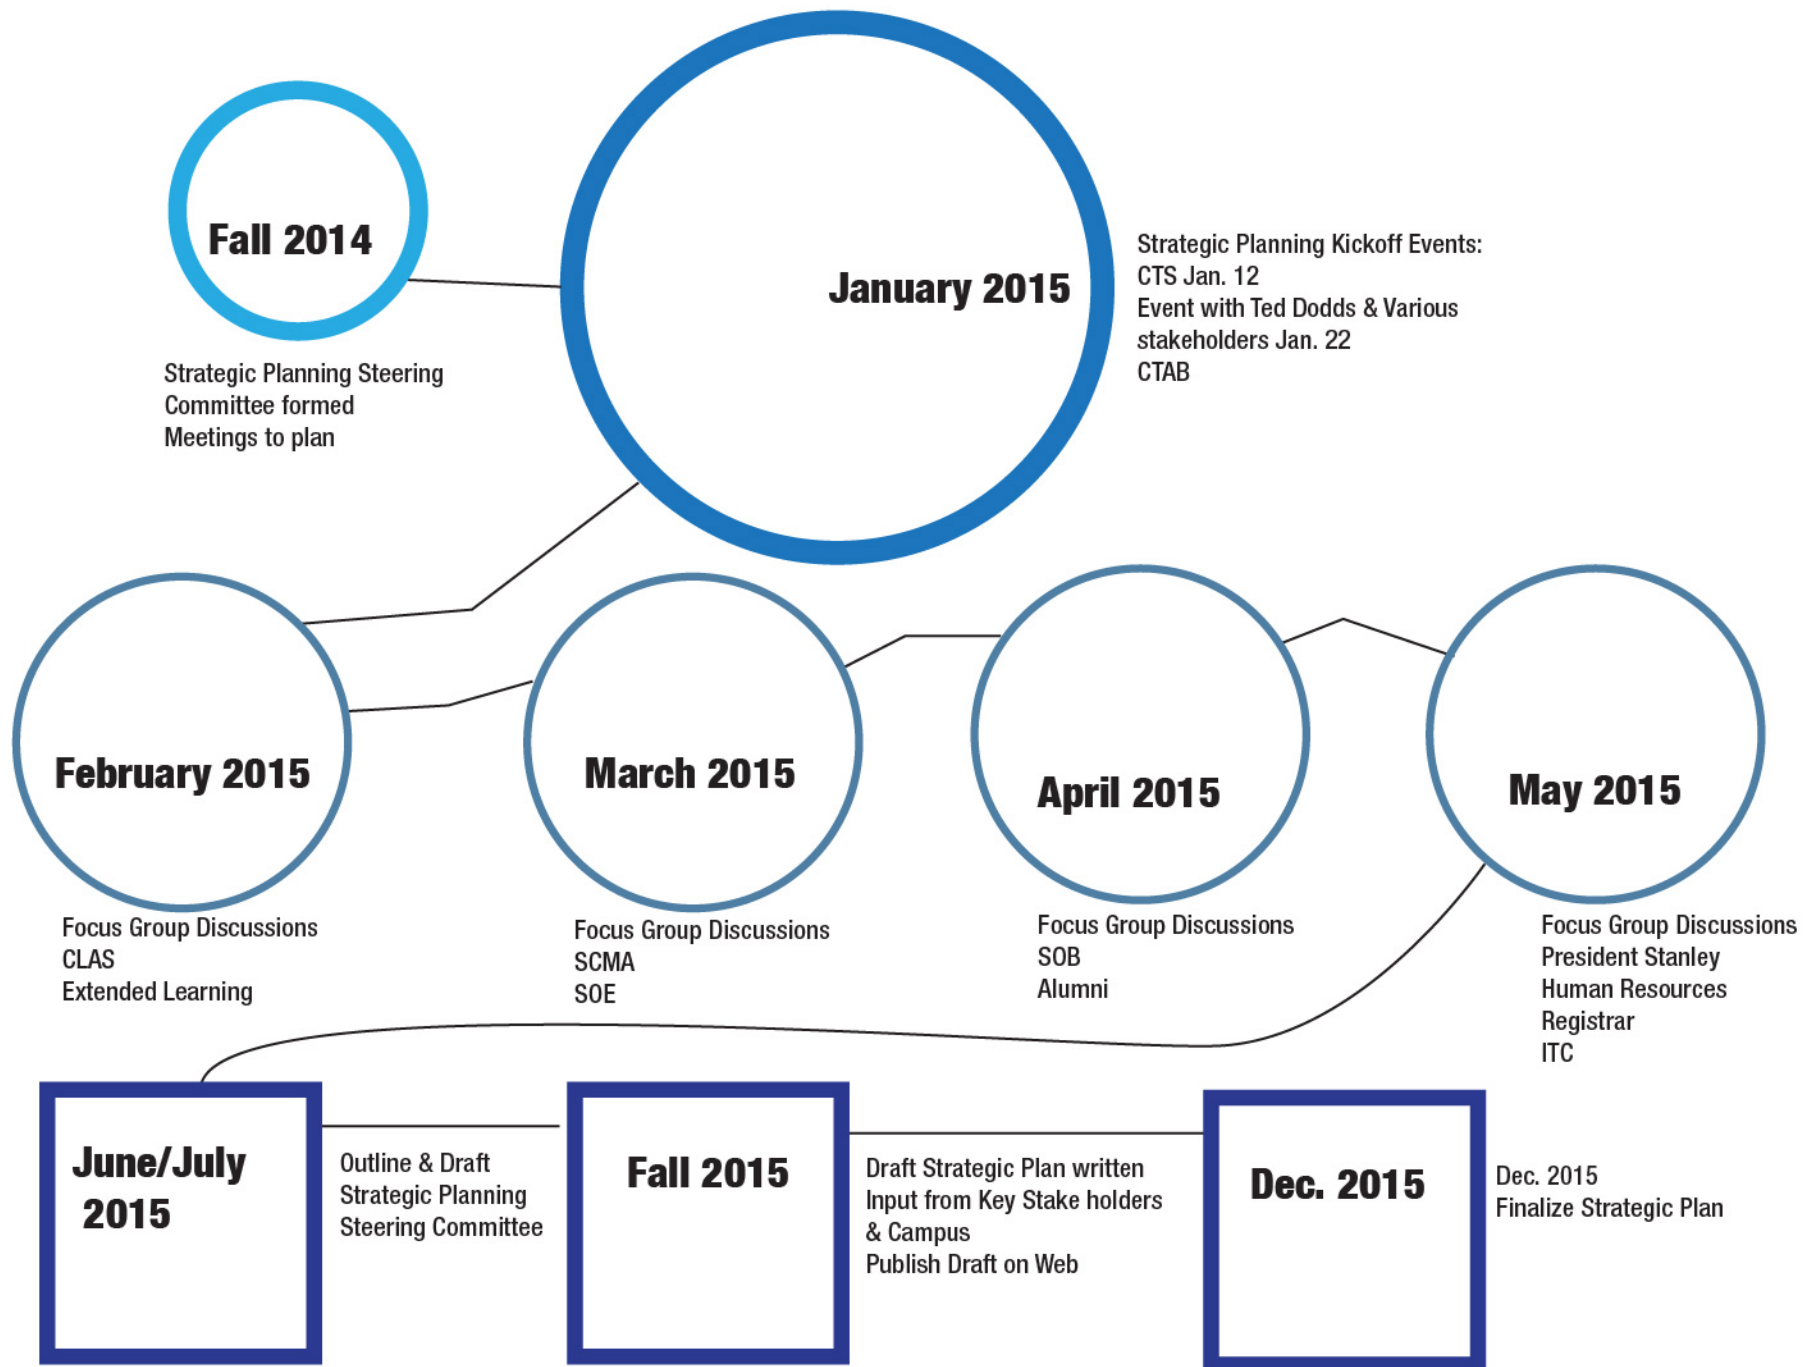 Fall 2014
Strategic Planning Steering
Committee formed
Meetings to plan
January 2015
Strategic Planning Kickoff Events:
CTS Jan. 12
Event with Ted Dodds & Various
stakeholders Jan. 22
CTAB
February 2015
Focus Group Discussions
CLAS
Extended Learning
March 2015
Focus Group Discussions
SCMA
SOE
April 2015
Focus Group Discussions
SOB
Alumni
May 2015
Focus Group Discussions
President Stanley
Human Resources
Registrar
ITC
June/July
2015
Outline & Draft
Strategic Planning
Steering Committee
Fall 2015
Draft Strategic Plan written
Input from Key Stake holders
& Campus
Publish Draft on Web
Dec. 2015
Dec. 2015
Finalize Strategic Plan